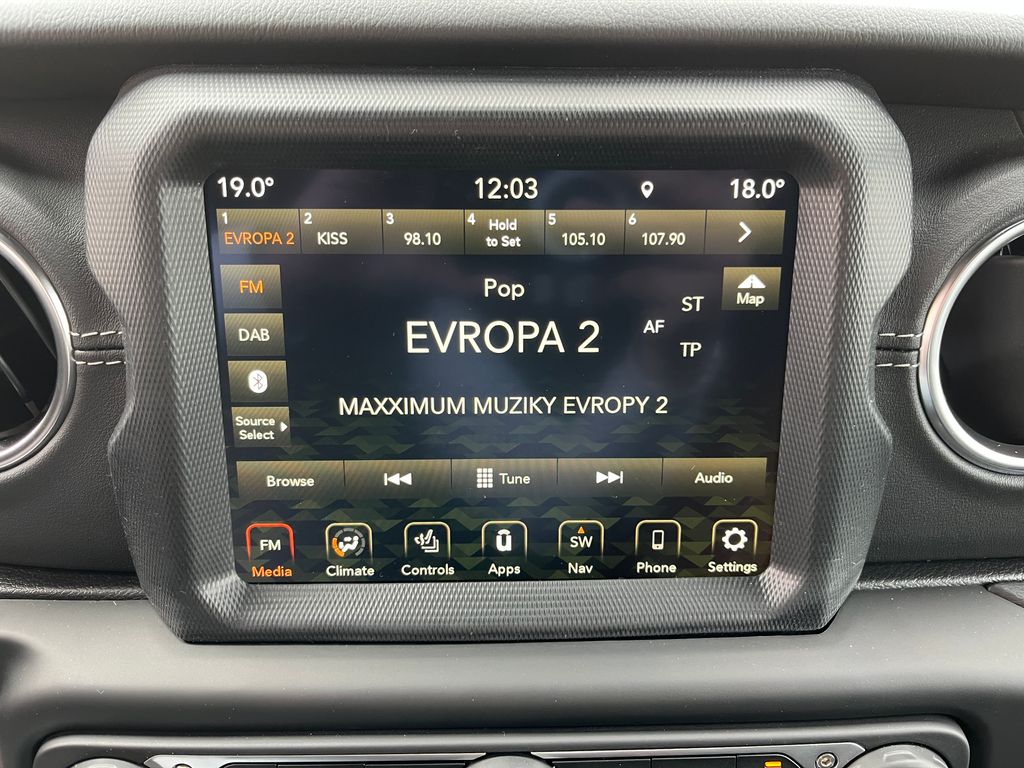 19.0° 12:03 18.0°
1 2 3 4 5 6
EVROPA 2 KISS 98.10 Hold to Set 105.10 107.90
FM
DAB
Source
Select
Pop
EVROPA 2
MAXXIMUM MUZIKY EVROPY 2
ST
AF
TP
Map
Browse Tune Audio
FM SW
Media Climate Controls Apps Nav Phone Settings